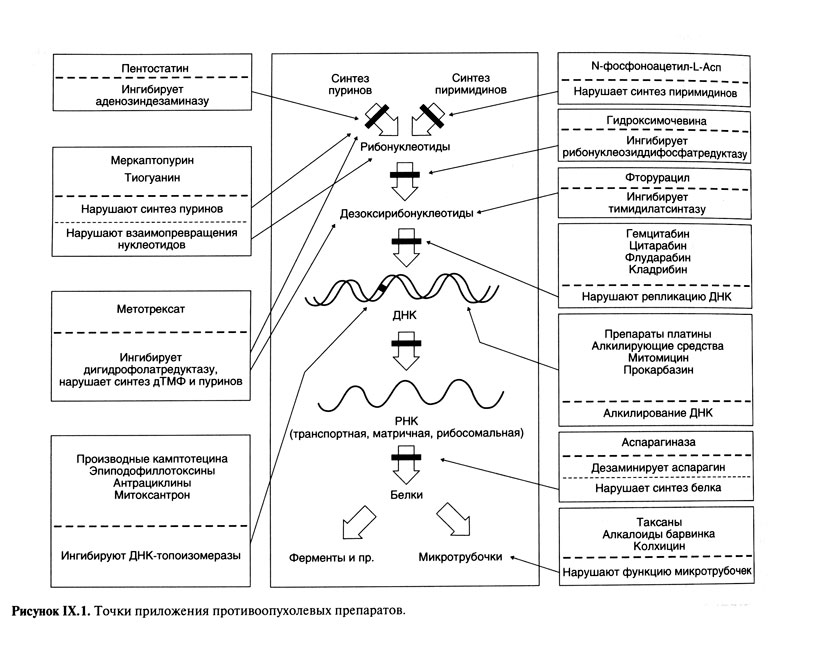 Пентостатин
Ингибирует
аденозиндезаминазу
Меркаптопурин
Тиогуанин
Нарушают синтез пуринов
Нарушают взаимопревращения
нуклеотидов
Метотрексат
Ингибирует
дигидрофолатредуктазу,
нарушает синтез дТМФ и пуринов
Производные камптотецина
Эпиподофиллотоксины
Антрациклины
Митоксантрон
Ингибируют ДНК-топоизомеразы
Синтез
пуринов
Синтез
пиримидинов
Рибонуклеотиды
Дезоксирибонуклеотиды
ДНК
РНК
(транспортная, матричная, рибосомальная)
Белки
Ферменты и пр.
Микротрубочки
N-фосфоноацетил-L-Асп
Нарушает синтез пиримидинов
Гидроксимочевина
Ингибирует
рибонуклеозиддифосфатредуктазу
Фторурацил
Ингибирует
тимидилатсинтазу
Гемцитабин
Цитарабин
Флударабин
Кладрибин
Нарушают репликацию ДНК
Препараты платины
Алкилирующие средства
Митомицин
Прокарбазин
Алкилирование ДНК
Аспарагиназа
Дезаминирует аспарагин
Нарушает синтез белка
Таксаны
Алкалоиды барвинка
Колхицин
Нарушают функцию микротрубочек
Рисунок IX.1. Точки приложения противоопухолевых препаратов.